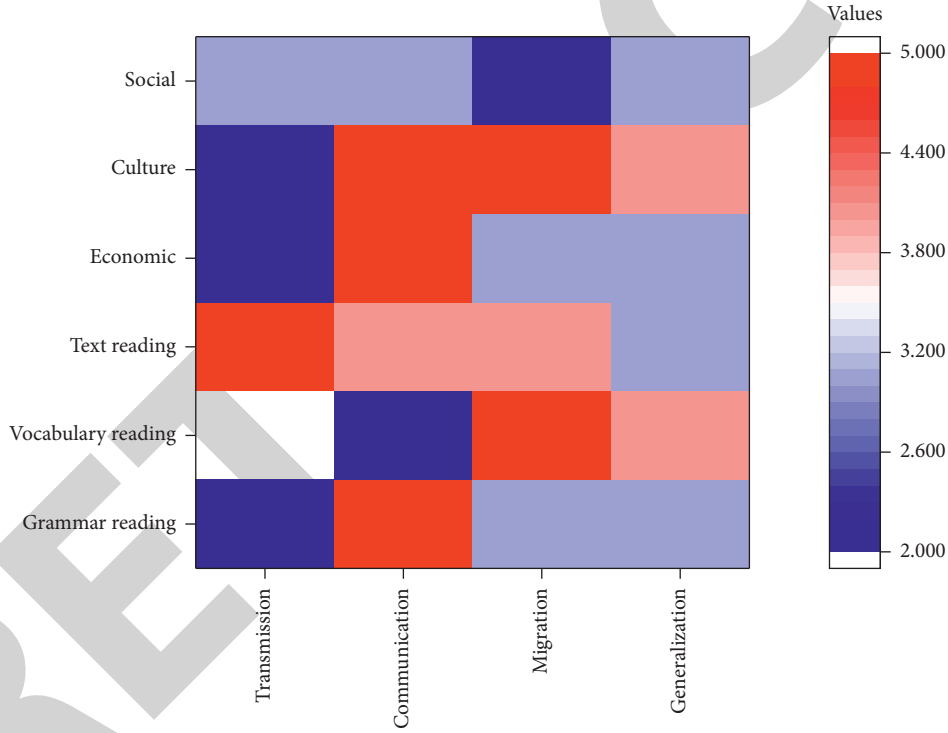 Values
Social
Culture
Economic
Text reading
Vocabulary reading
Grammar reading
Transmission
Communication
Migration
Generalization
5.000
4.400
3.800
3.200
2.600
2.000
RET
C